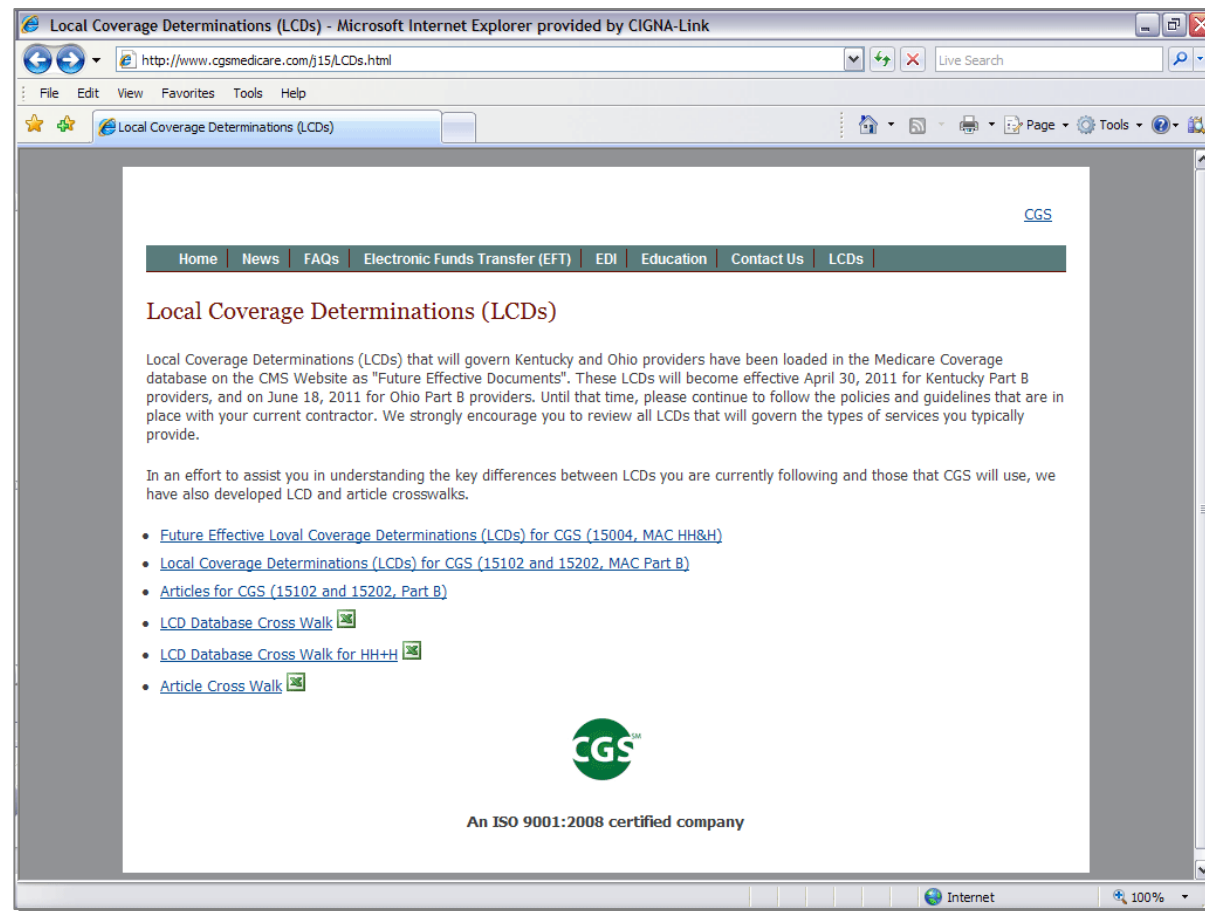 Local Coverage Determinations (LCDs) - Microsoft Internet Explorer provided by CIGNA-Link
http://www.cgsmedicare.com/j15/LCDs.html
Live Search
File Edit View Favorites Tools Help
Local Coverage Determinations (LCDs)
Page Tools
CGS
Home News FAQs Electronic Funds Transfer (EFT) EDI Education Contact Us LCDs
Local Coverage Determinations (LCDs)
Local Coverage Determinations (LCDs) that will govern Kentucky and Ohio providers have been loaded in the Medicare Coverage
database on the CMS Website as "Future Effective Documents". These LCDs will become effective April 30, 2011 for Kentucky Part B
providers, and on June 18, 2011 for Ohio Part B providers. Until that time, please continue to follow the policies and guidelines that are in
place with your current contractor. We strongly encourage you to review all LCDs that will govern the types of services you typically
provide.
In an effort to assist you in understanding the key differences between LCDs you are currently following and those that CGS will use, we
have also developed LCD and article crosswalks.
• Future Effective Loval Coverage Determinations (LCDs) for CGS (15004, MAC HH&H)
• Local Coverage Determinations (LCDs) for CGS (15102 and 15202, MAC Part B)
• Articles for CGS (15102 and 15202, Part B)
• LCD Database Cross Walk
• LCD Database Cross Walk for HH+H
• Article Cross Walk
CGS SM
An ISO 9001:2008 certified company
Internet 100%